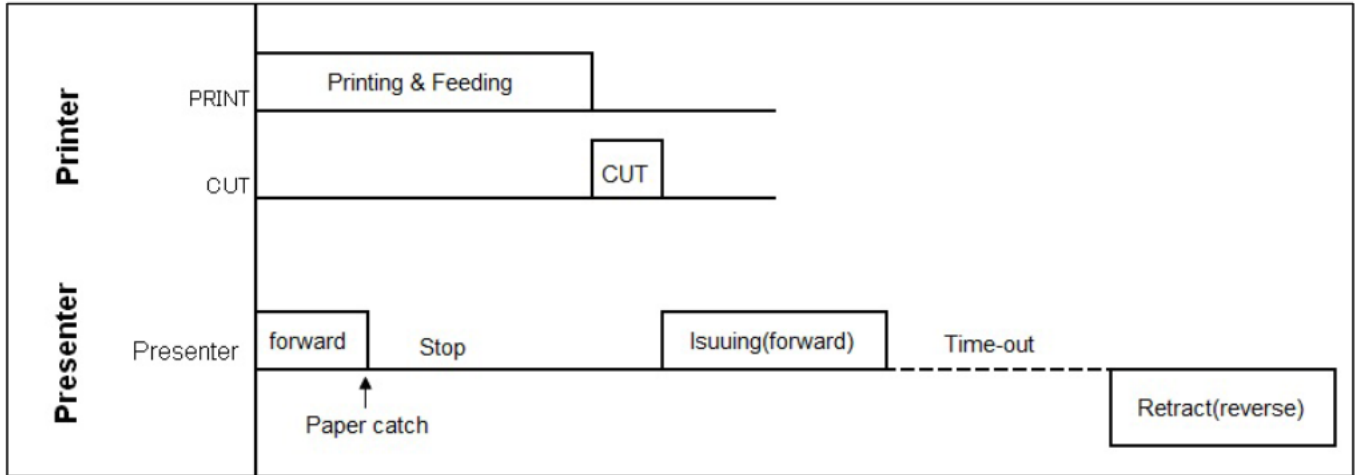 Printer
PRINT
Printing & Feeding
CUT
CUT
Presenter
Presenter
forward
Stop
Isuuing(forward)
Time-out
Paper catch
Retract(reverse)